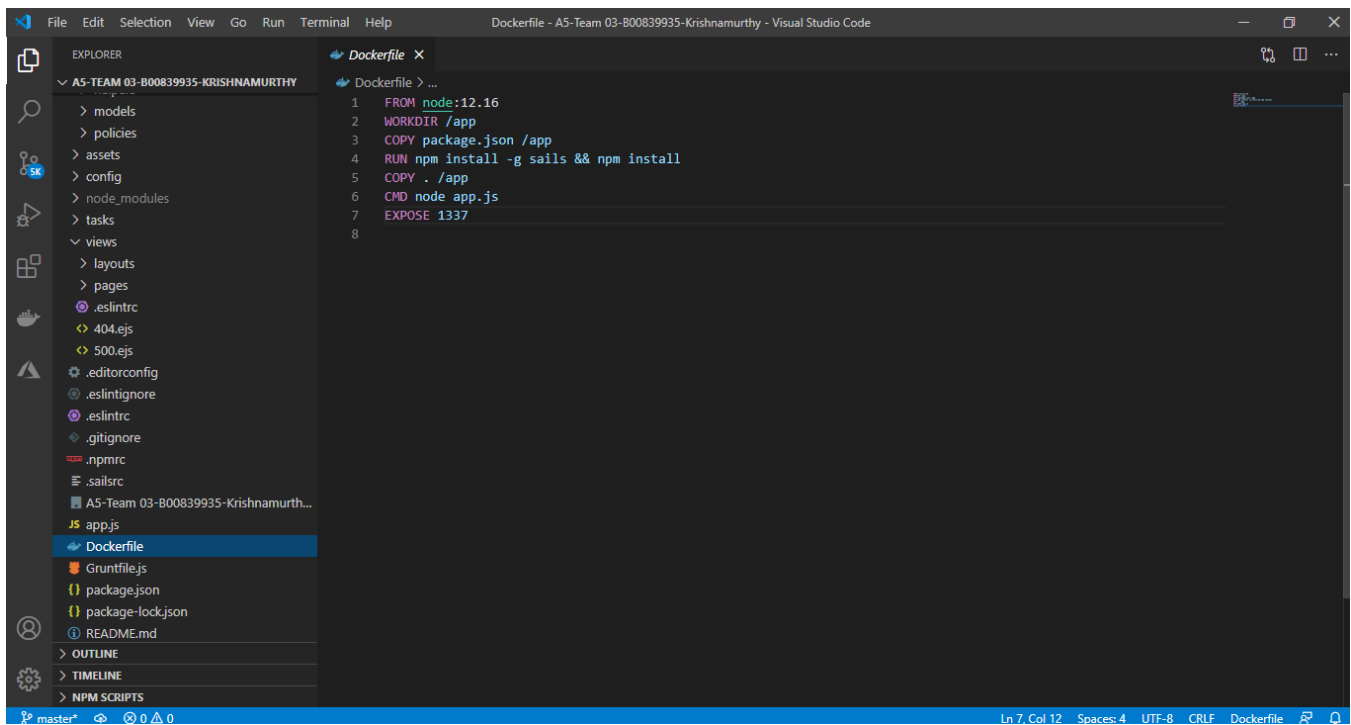 File Edit Selection View Go Run Terminal Help Dockerfile - A5-Team 03-B00839935-Krishnamurthy - Visual Studio Code
EXPLORER
A5-TEAM 03-B00839935-KRISHNAMURTHY
> models
> policies
> assets
> config
> node_modules
> tasks
views
> layouts
> pages
.eslintrc
<> 404.ejs
<> 500.ejs
.editorconfig
.eslintignore
.eslintrc
.gitignore
.npmrc
.sailsrc
A5-Team 03-B00839935-Krishnamurth...
JS app.js
Dockerfile
Gruntfile.js
{} package.json
{} package-lock.json
README.md
> OUTLINE
> TIMELINE
> NPM SCRIPTS
5K
Dockerfile ×
Dockerfile > ...
1 FROM node:12.16
2 WORKDIR /app
3 COPY package.json /app
4 RUN npm install -g sails && npm install
5 COPY . /app
6 CMD node app.js
7 EXPOSE 1337
8
master* 0 0 Ln 7, Col 12 Spaces: 4 UTF-8 CRLF Dockerfile